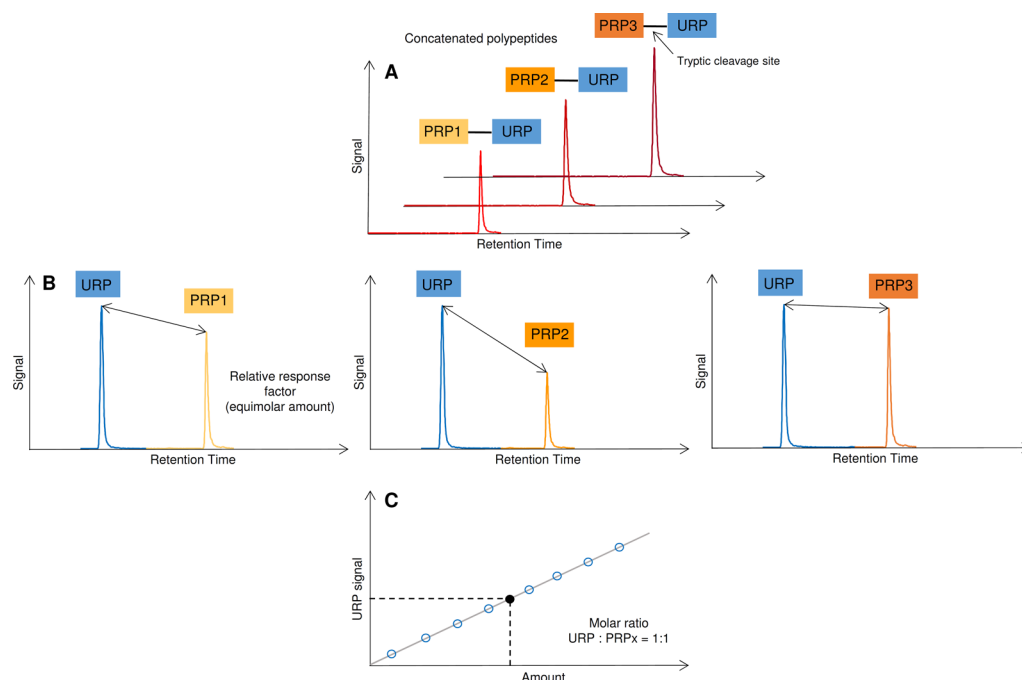 PRP3
URP
Concatenated polypeptides
A
Tryptic cleavage site
PRP2
URP
PRP1
URP
Signal
Retention Time
B
URP
PRP1
Signal
Relative response
factor
(equimolar amount)
Retention Time
URP
PRP2
Signal
Retention Time
URP
PRP3
Signal
Retention Time
C
URP signal
Molar ratio
URP : PRPx = 1:1
Amount